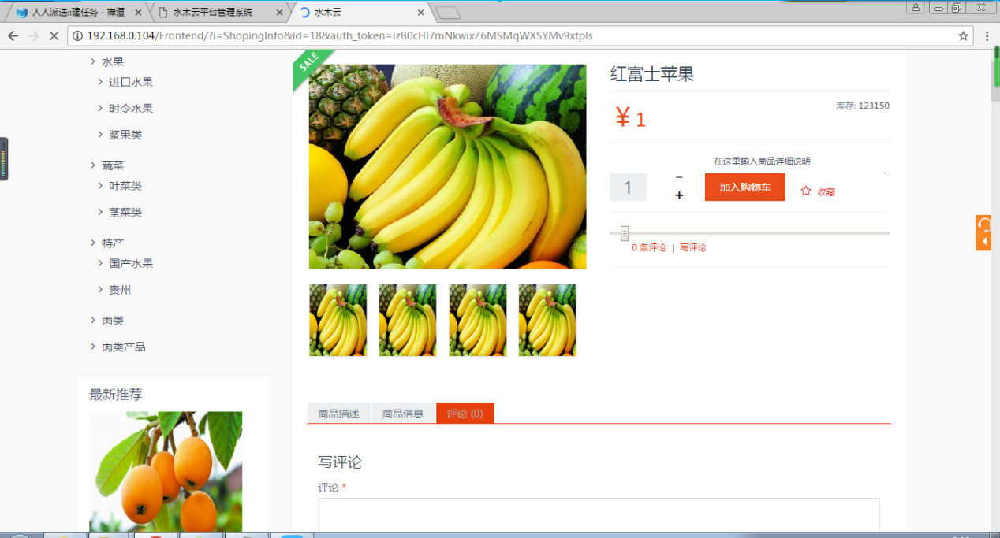 人人派送::建任务 - 禅道
水木云平台管理系统
水木云
192.168.0.104/Frontend/?i=ShopingInfo&id=18&auth_token=izB0cHl7mNkwixZ6MSMqWXSYMv9xtpls
水果
进口水果
时令水果
浆果类
蔬菜
叶菜类
茎菜类
特产
国产水果
贵州
肉类
肉类产品
最新推荐
SALE
红富士苹果
¥ 1
库存: 123150
在这里输入商品详细说明
1
−
+
加入购物车
收藏
0 条评论 | 写评论
商品描述
商品信息
评论 (0)
写评论
评论 *